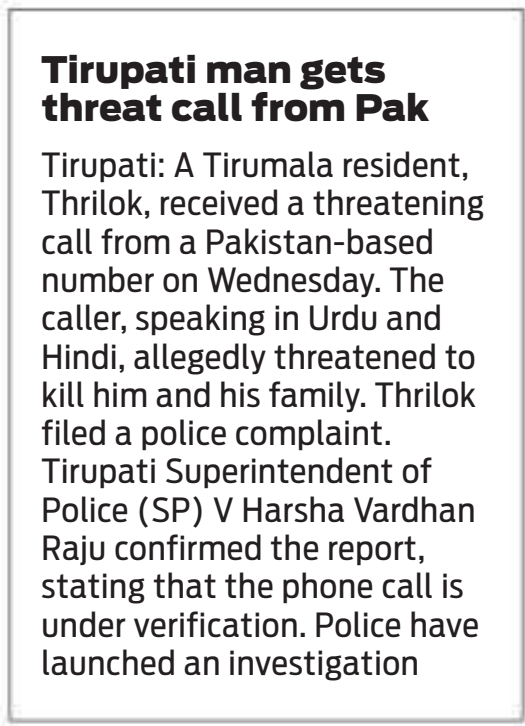 Tirupati man gets
threat call from Pak
Tirupati: A Tirumala resident,
Thrilok, received a threatening
call from a Pakistan-based
number on Wednesday. The
caller, speaking in Urdu and
Hindi, allegedly threatened to
kill him and his family. Thrilok
filed a police complaint.
Tirupati Superintendent of
Police (SP) V Harsha Vardhan
Raju confirmed the report,
stating that the phone call is
under verification. Police have
launched an investigation